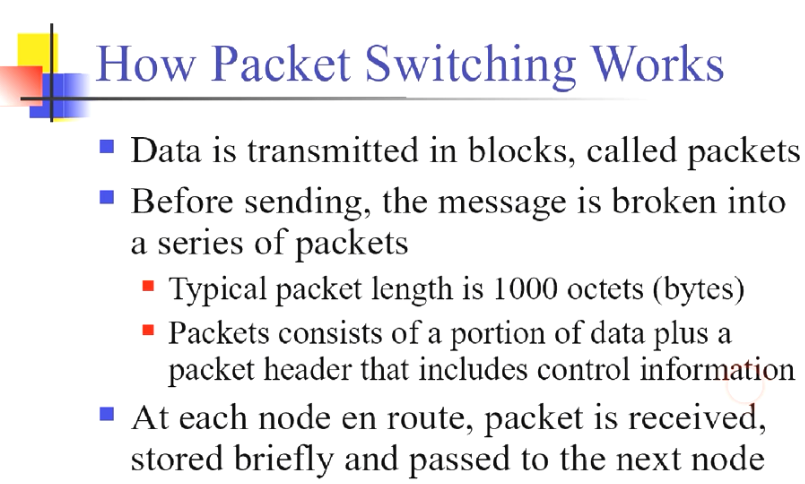 How Packet Switching Works
Data is transmitted in blocks, called packets
Before sending, the message is broken into
a series of packets
Typical packet length is 1000 octets (bytes)
Packets consists of a portion of data plus a
packet header that includes control information
At each node en route, packet is received,
stored briefly and passed to the next node